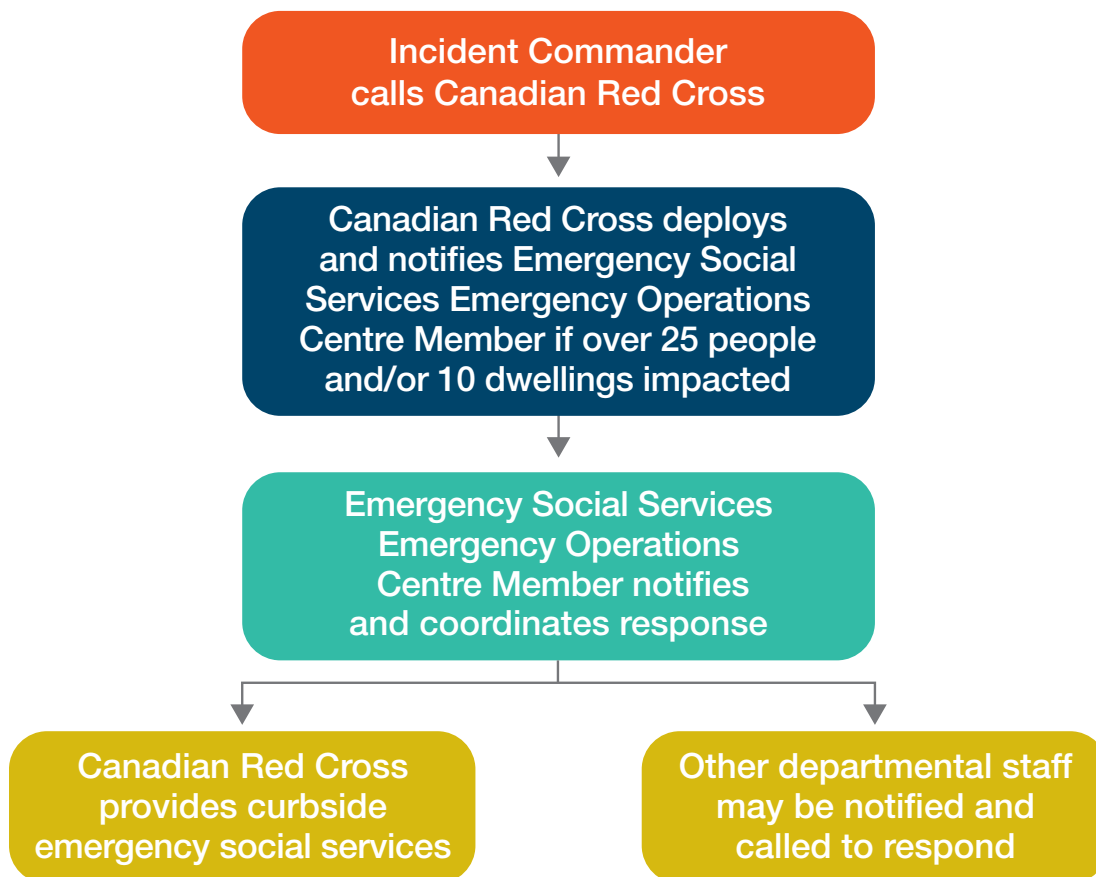 Incident Commander
calls Canadian Red Cross
Canadian Red Cross deploys
and notifies Emergency Social
Services Emergency Operations
Centre Member if over 25 people
and/or 10 dwellings impacted
Emergency Social Services
Emergency Operations
Centre Member notifies
and coordinates response
Canadian Red Cross
provides curbside
emergency social services
Other departmental staff
may be notified and
called to respond